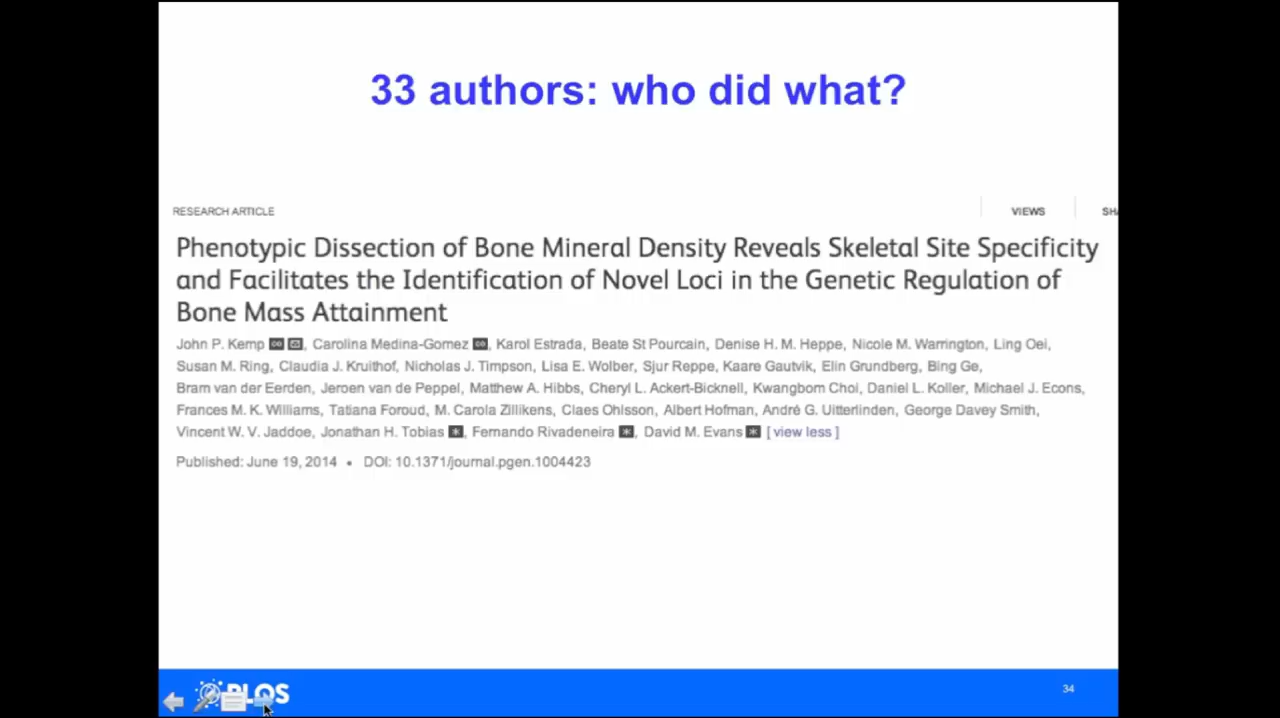 33 authors: who did what?
RESEARCH ARTICLE
VIEWS
SHA
Phenotypic Dissection of Bone Mineral Density Reveals Skeletal Site Specificity
and Facilitates the Identification of Novel Loci in the Genetic Regulation of
Bone Mass Attainment
John P. Kemp, Carolina Medina-Gomez, Karol Estrada, Beate St Pourcain, Denise H. M. Heppe, Nicole M. Warrington, Ling Oei,
Susan M. Ring, Claudia J. Kruithof, Nicholas J. Timpson, Lisa E. Wolber, Sjur Reppe, Kaare Gautvik, Elin Grundberg, Bing Ge,
Bram van der Eerden, Jeroen van de Peppel, Matthew A. Hibbs, Cheryl L. Ackert-Bicknell, Kwangbom Choi, Daniel L. Koller, Michael J. Econs,
Frances M. K. Williams, Tatiana Foroud, M. Carola Zillikens, Claes Ohlsson, Albert Hofman, André G. Uitterlinden, George Davey Smith,
Vincent W. V. Jaddoe, Jonathan H. Tobias *, Fernando Rivadeneira *, David M. Evans * [ view less ]
Published: June 19, 2014 • DOI: 10.1371/journal.pgen.1004423
PLOS
34